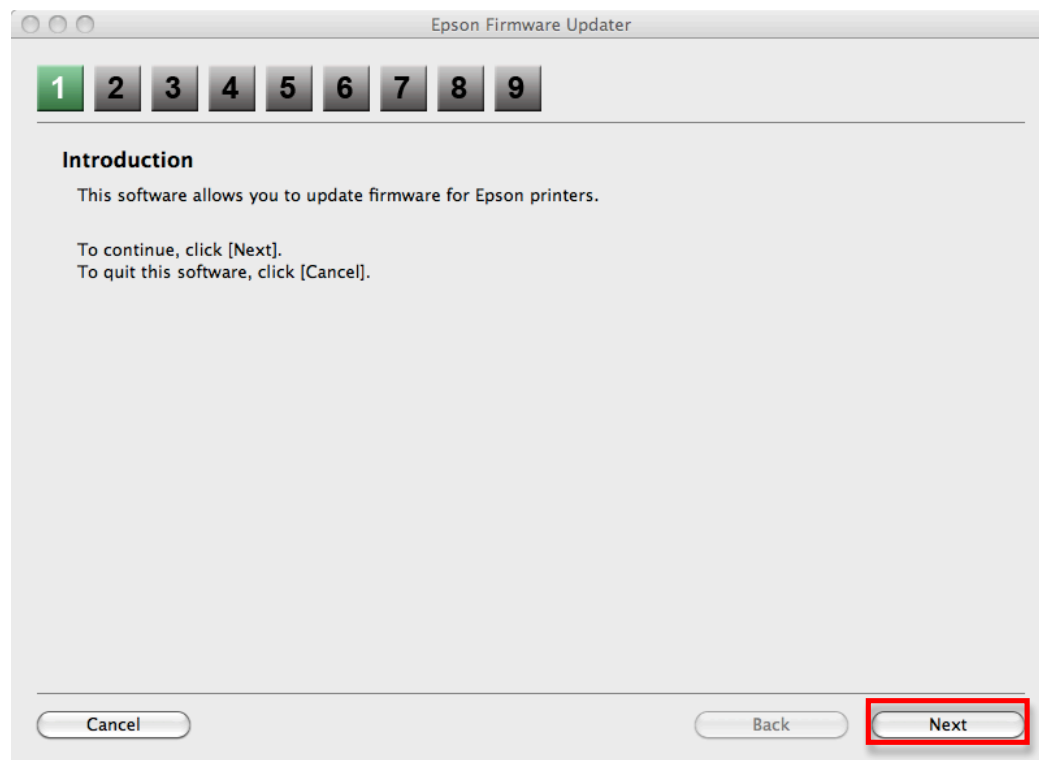 Epson Firmware Updater
1 2 3 4 5 6 7 8 9
Introduction
This software allows you to update firmware for Epson printers.
To continue, click [Next].
To quit this software, click [Cancel].
Cancel Back Next